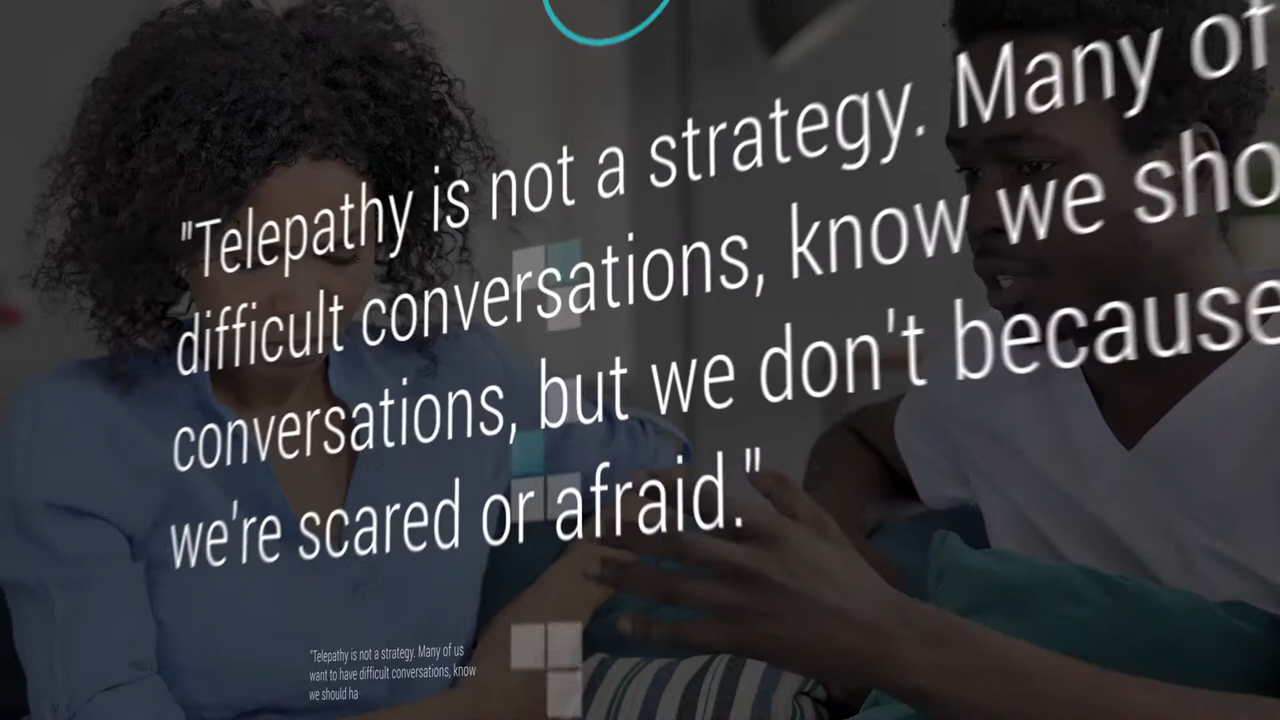 "Telepathy is not a strategy. Many of
difficult conversations, know we sho
conversations, but we don't because
we're scared or afraid."
"Telepathy is not a strategy. Many of us
want to have difficult conversations, know
we should ha